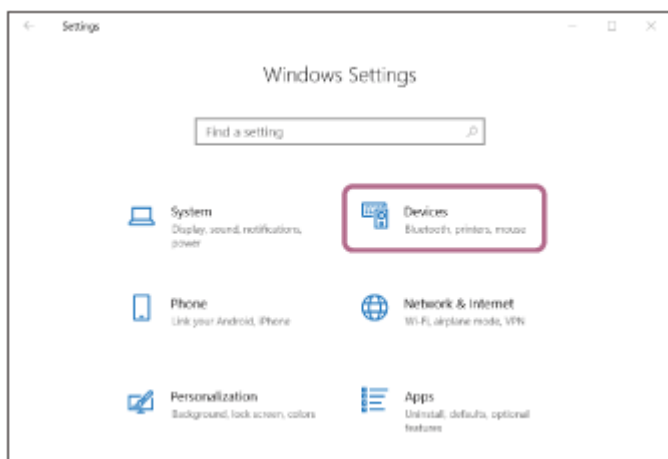 Settings
Windows Settings
Find a setting
System
Display, sound, notifications,
power
Devices
Bluetooth, printers, mouse
Phone
Link your Android, iPhone
Network & Internet
Wi-Fi, airplane mode, VPN
Personalization
Background, lock screen, colors
Apps
Uninstall, defaults, optional
features